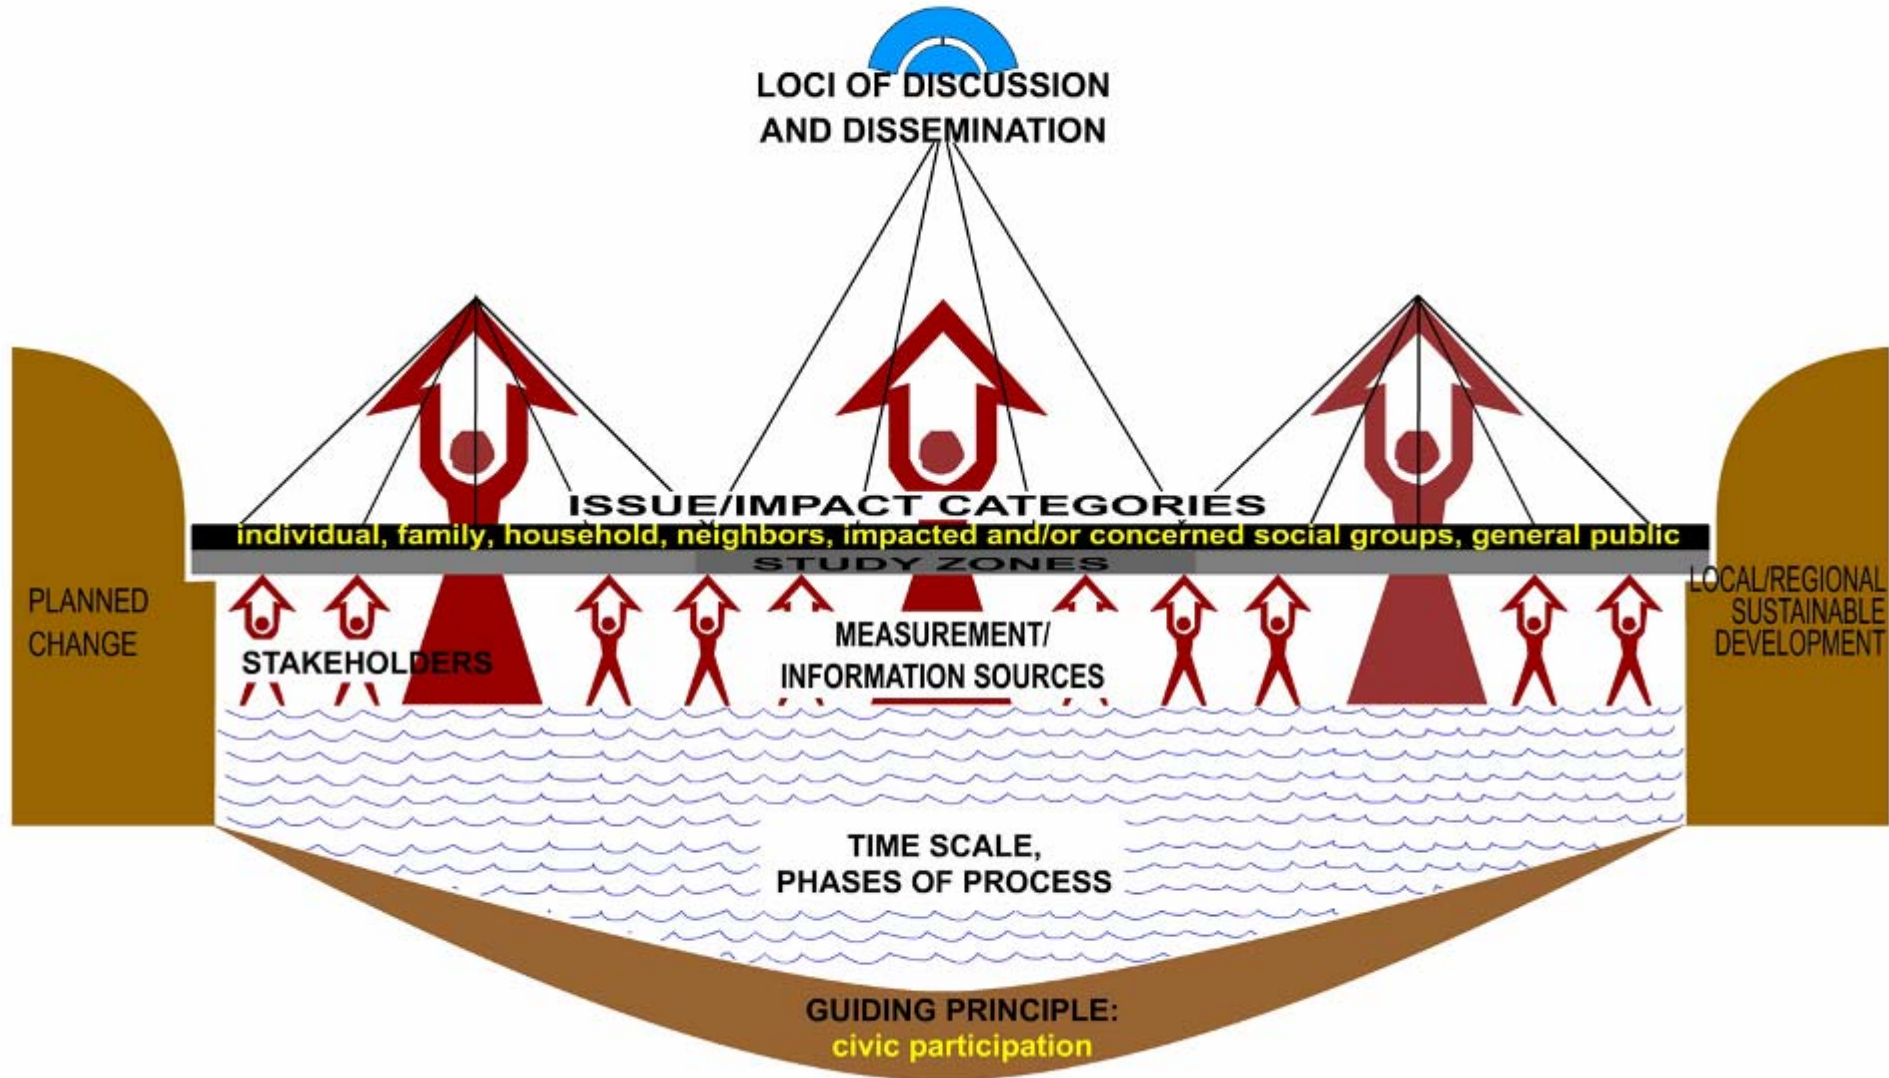 LOCI OF DISCUSSION
AND DISSEMINATION
ISSUE/IMPACT CATEGORIES
individual, family, household, neighbors, impacted and/or concerned social groups, general public
STUDY ZONES
PLANNED
CHANGE
STAKEHOLDERS
MEASUREMENT/
INFORMATION SOURCES
LOCAL/REGIONAL
SUSTAINABLE
DEVELOPMENT
TIME SCALE,
PHASES OF PROCESS
GUIDING PRINCIPLE:
civic participation